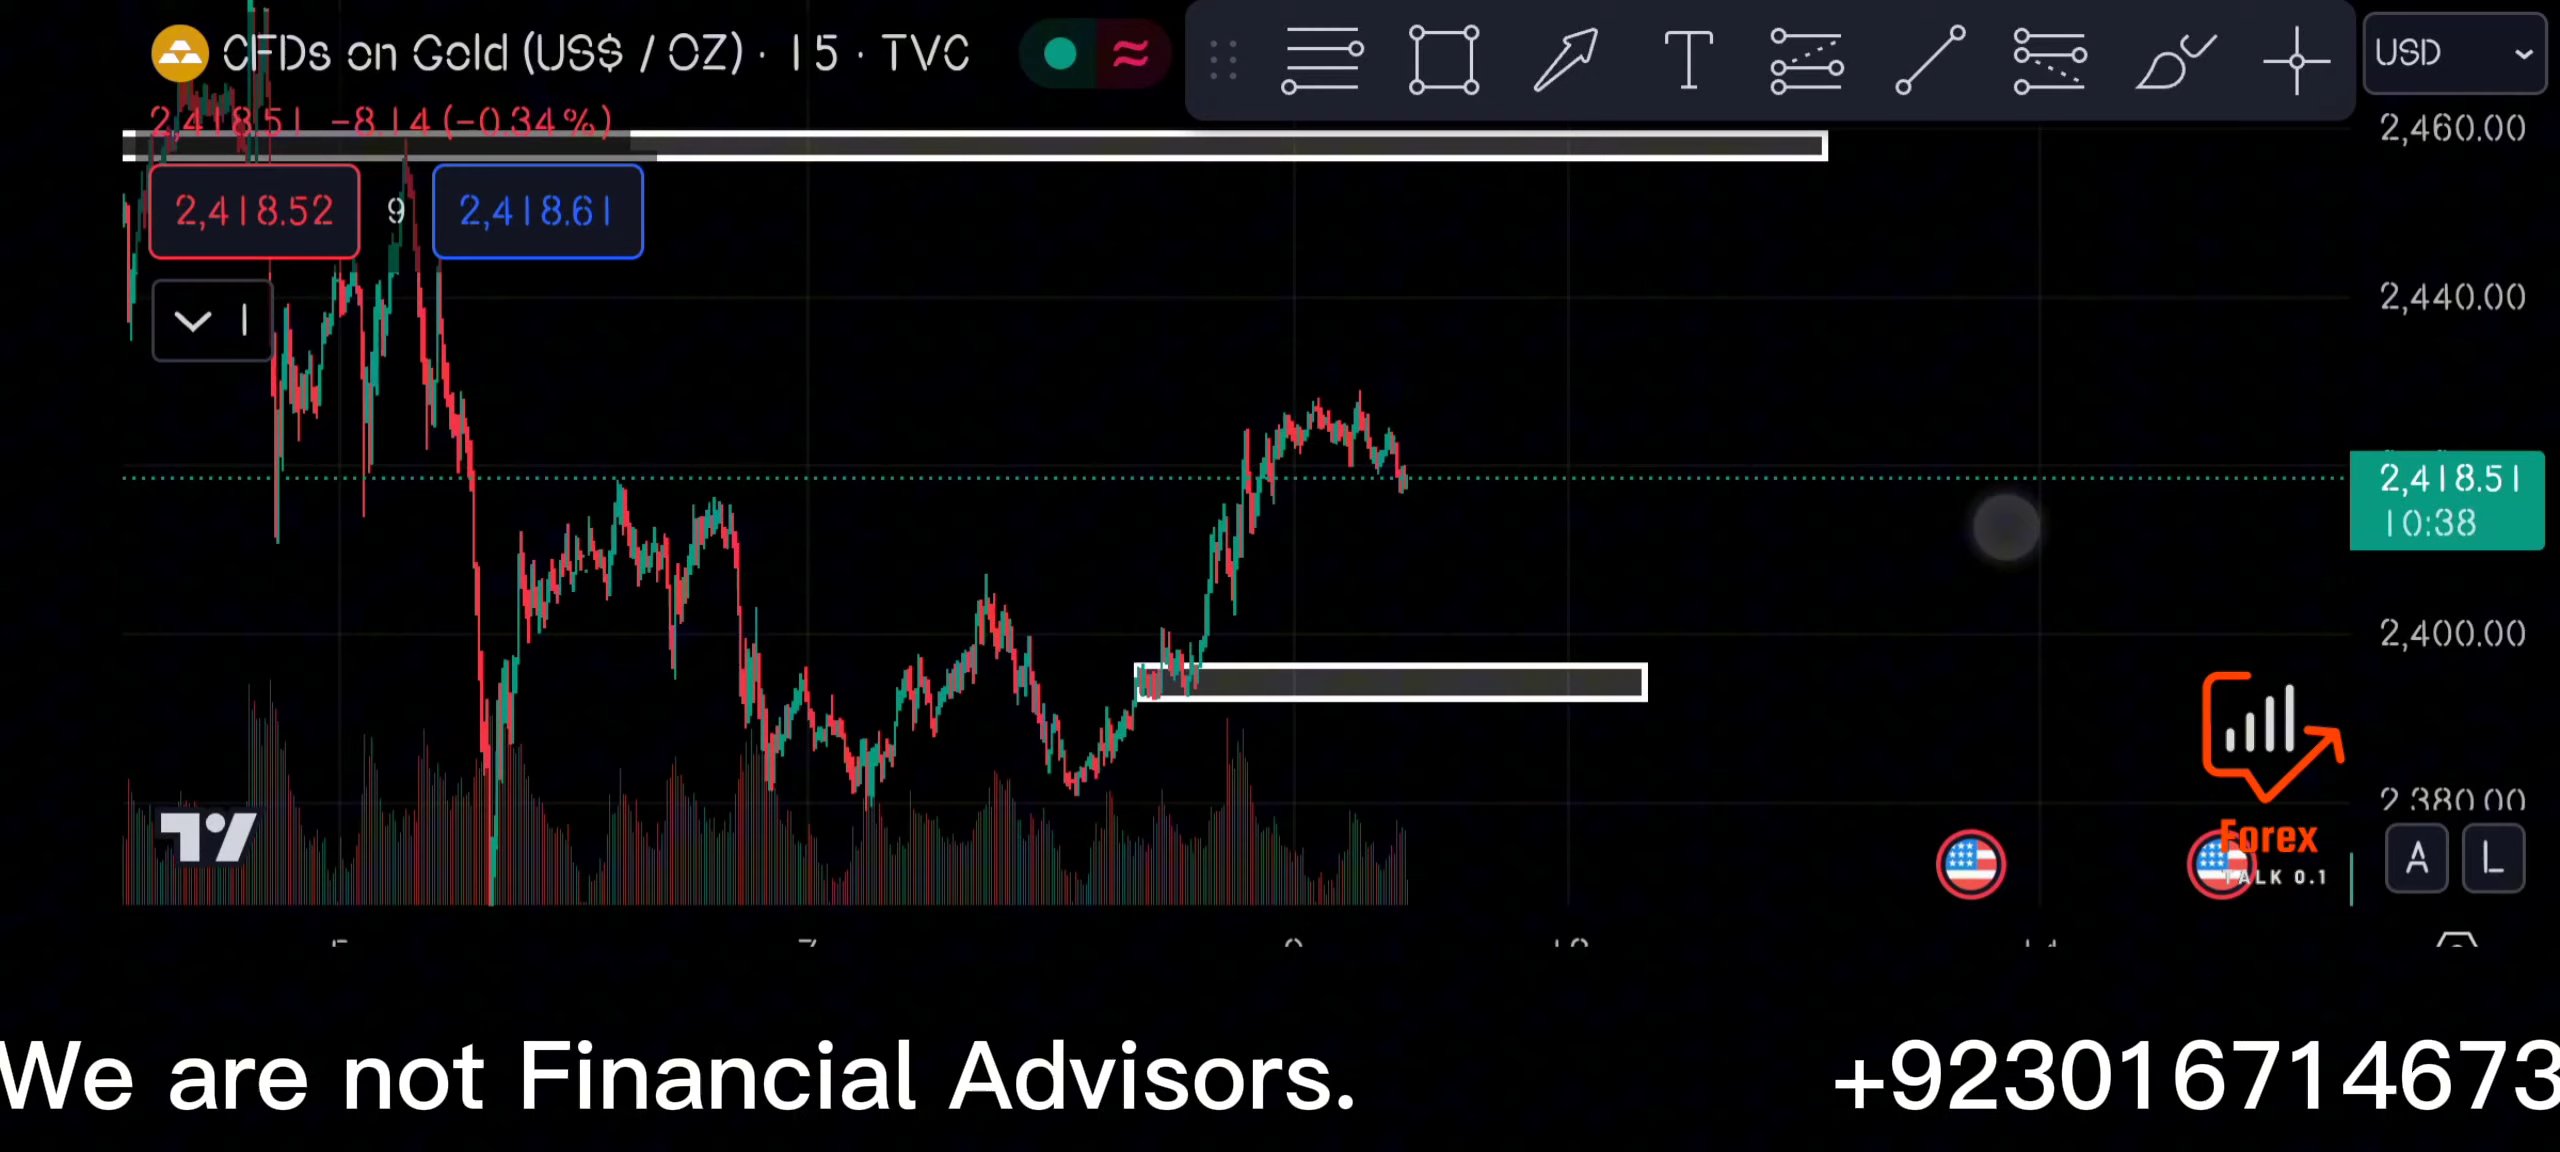 CFDs on Gold (US$ / OZ) · 15 · TVC
USD
2,418.51 −8.14 (−0.34%)
2,418.52
9
2,418.61
2,460.00
2,440.00
2,418.51
10:38
2,400.00
2,380.00
Forex
TALK 0.1
A
L
We are not Financial Advisors.
+923016714673